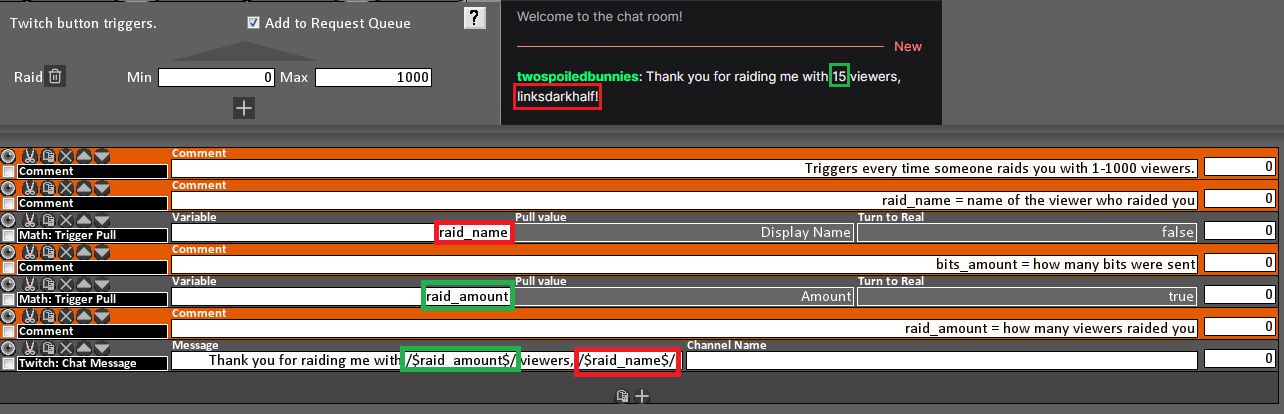 Twitch button triggers.
Add to Request Queue
?
Raid
Min
0
Max
1000
Welcome to the chat room!
New
twospoiledbunnies: Thank you for raiding me with 15 viewers,
linksdarkhalf!
Comment
Comment
Triggers every time someone raids you with 1-1000 viewers.
0
Comment
Comment
raid_name = name of the viewer who raided you
0
Variable
Pull value
Turn to Real
Math: Trigger Pull
raid_name
Display Name
false
0
Comment
Comment
bits_amount = how many bits were sent
0
Variable
Pull value
Turn to Real
Math: Trigger Pull
raid_amount
Amount
true
0
Comment
Comment
raid_amount = how many viewers raided you
0
Message
Channel Name
Twitch: Chat Message
Thank you for raiding me with /$raid_amount$/ viewers, /$raid_name$/
0